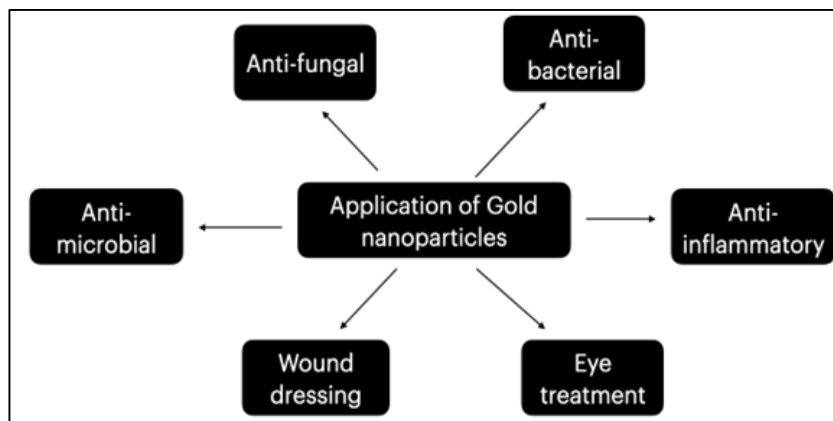 Anti-fungal
Anti-
bacterial
Anti-
microbial
Application of Gold
nanoparticles
Anti-
inflammatory
Wound
dressing
Eye
treatment